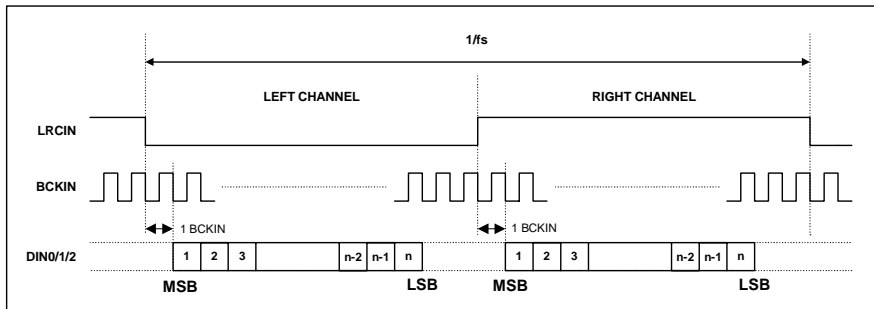 1/fs
LEFT CHANNEL RIGHT CHANNEL
LRCIN
BCKIN
1 BCKIN 1 BCKIN
DIN0/1/2 1 2 3 n-2 n-1 n 1 2 3 n-2 n-1 n
MSB LSB MSB LSB